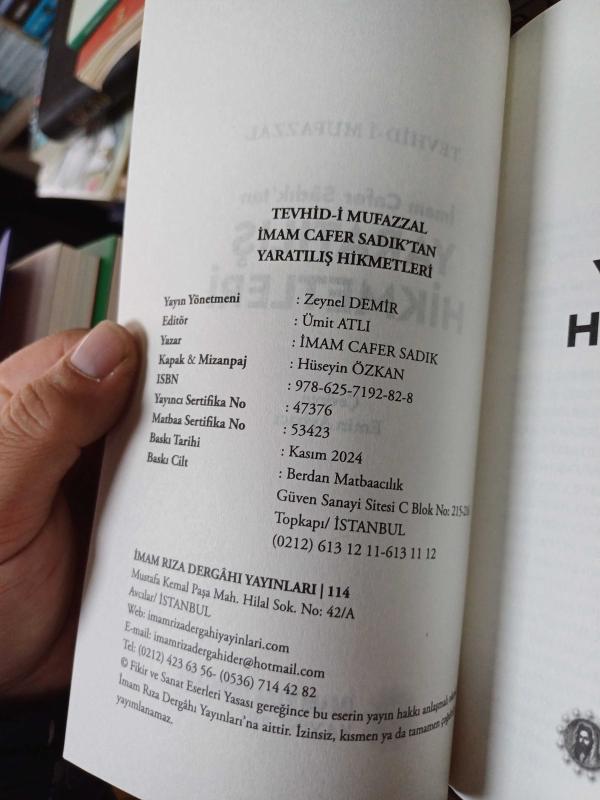 TEVHİD-İ MUFAZZAL
İMAM CAFER SADIK'TAN
YARATILIŞ HİKMETLERİ
Yayın Yönetmeni : Zeynel DEMİR
Editör : Ümit ATLI
Yazar : İMAM CAFER SADIK
Kapak & Mizanpaj : Hüseyin ÖZKAN
ISBN : 978-625-7192-82-8
Yayıncı Sertifika No : 47376
Matbaa Sertifika No : 53423
Baskı Tarihi : Kasım 2024
Baskı Cilt : Berdan Matbaacılık
Güven Sanayi Sitesi C Blok No: 215-216
Topkapı/ İSTANBUL
(0212) 613 12 11-613 11 12
İMAM RIZA DERGÂHI YAYINLARI | 114
Mustafa Kemal Paşa Mah. Hilal Sok. No: 42/A
Avcılar/ İSTANBUL
Web: imamrizadergahiyayinlari.com
E-mail: imamrizadergahider@hotmail.com
Tel: (0212) 423 63 56- (0536) 714 42 82
© Fikir ve Sanat Eserleri Yasası gereğince bu eserin yayın hakkı anlaşmalı
İmam Rıza Dergâhı Yayınları'na aittir. İzinsiz, kısmen ya da tamamen
yayımlanamaz.
H